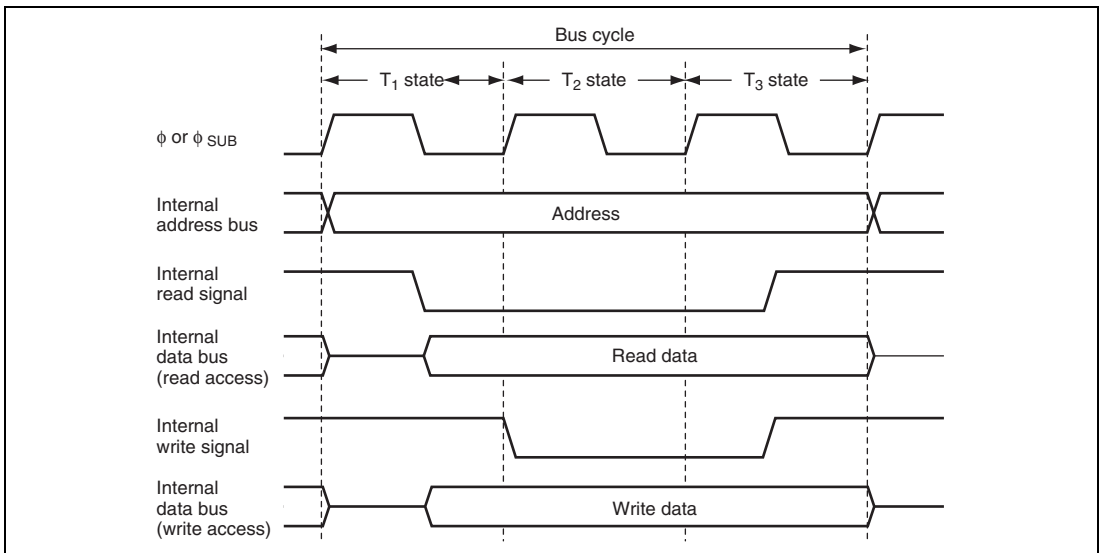 Bus cycle
T1 state
T2 state
T3 state
ϕ or ϕ SUB
Internal
address bus
Address
Internal
read signal
Internal
data bus
(read access)
Read data
Internal
write signal
Internal
data bus
(write access)
Write data